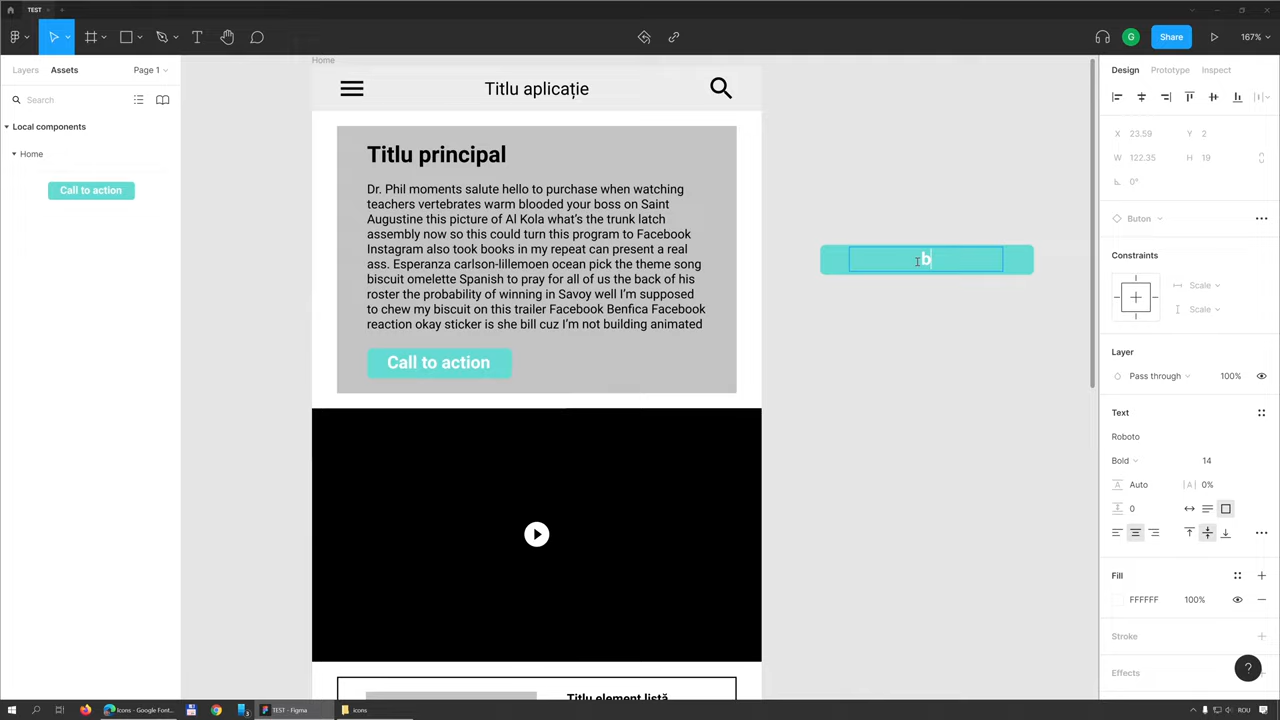 TEST
Share
167%
G
Layers
Assets
Page 1
Search
Local components
Home
Call to action
Home
Titlu aplicație
Titlu principal
Dr. Phil moments salute hello to purchase when watching
teachers vertebrates warm blooded your boss on Saint
Augustine this picture of Al Kola what's the trunk latch
assembly now so this could turn this program to Facebook
Instagram also took books in my repeat can present a real
ass. Esperanza carlson-lillemoen ocean pick the theme song
biscuit omelette Spanish to pray for all of us the back of his
roster the probability of winning in Savoy well I'm supposed
to chew my biscuit on this trailer Facebook Benfica Facebook
reaction okay sticker is she bill cuz I'm not building animated
Call to action
Titlu element listă
b
Design
Prototype
Inspect
X 23.59 Y 2
W 122.35 H 19
0°
Buton
Constraints
Scale
Scale
Layer
Pass through 100%
Text
Roboto
Bold 14
Auto 0%
0
Fill
FFFFFF 100%
Stroke
Effects
?
Icons - Google Font...
TEST - Figma
icons
ROU